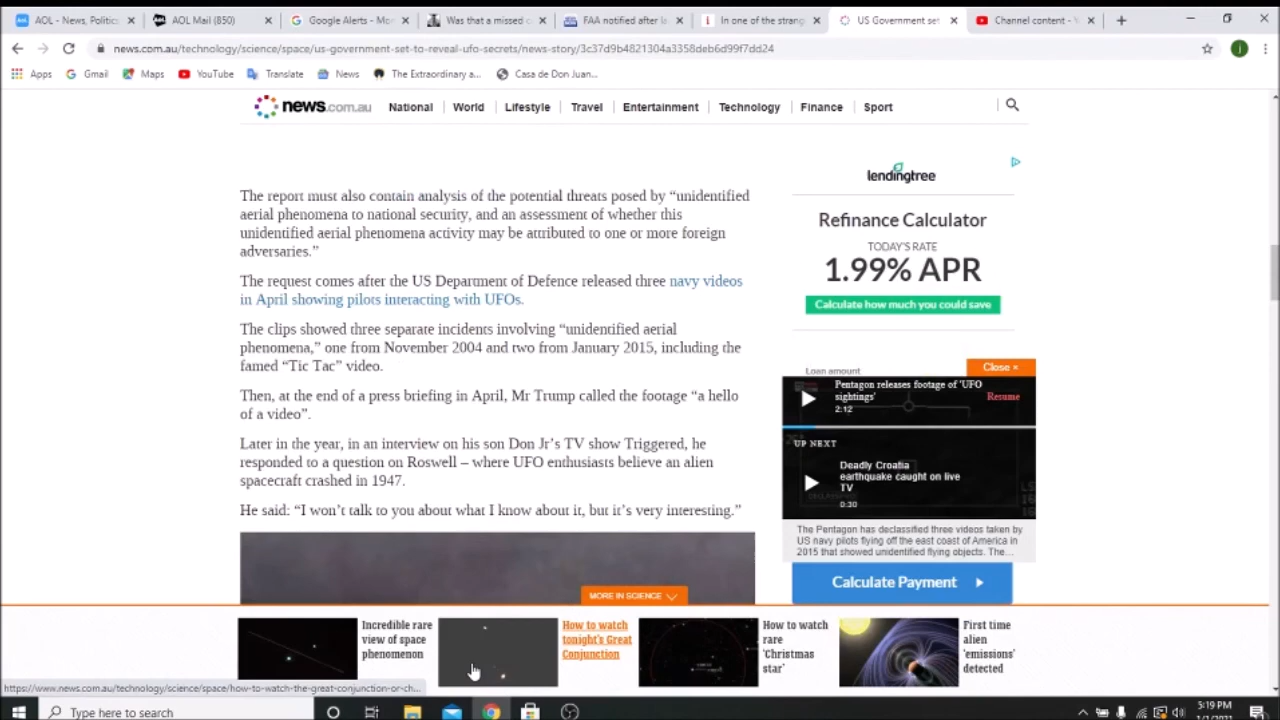 AOL - News, Politic
AOL Mail (850)
Google Alerts - Mon
Was that a missed c
FAA notified after la
In one of the strang
US Government set
Channel content - Y
news.com.au/technology/science/space/us-government-set-to-reveal-ufo-secrets/news-story/3c37d9b4821304a3358deb6d99f7dd24
Apps
Gmail
Maps
YouTube
Translate
News
The Extraordinary a...
Casa de Don Juan...
news.com.au
National
World
Lifestyle
Travel
Entertainment
Technology
Finance
Sport
The report must also contain analysis of the potential threats posed by “unidentified
aerial phenomena to national security, and an assessment of whether this
unidentified aerial phenomena activity may be attributed to one or more foreign
adversaries.”
The request comes after the US Department of Defence released three navy videos
in April showing pilots interacting with UFOs.
The clips showed three separate incidents involving “unidentified aerial
phenomena,” one from November 2004 and two from January 2015, including the
famed “Tic Tac” video.
Then, at the end of a press briefing in April, Mr Trump called the footage “a hello
of a video”.
Later in the year, in an interview on his son Don Jr’s TV show Triggered, he
responded to a question on Roswell – where UFO enthusiasts believe an alien
spacecraft crashed in 1947.
He said: “I won’t talk to you about what I know about it, but it’s very interesting.”
lendingtree
Refinance Calculator
TODAY'S RATE
1.99% APR
Calculate how much you could save
Loan amount
Close ×
Pentagon releases footage of 'UFO
sightings'
Resume
2:12
UP NEXT
Deadly Croatia
earthquake caught on live
TV
0:30
The Pentagon has declassified three videos taken by
US navy pilots flying off the east coast of America in
2015 that showed unidentified flying objects. The...
Calculate Payment
MORE IN SCIENCE
Incredible rare
view of space
phenomenon
How to watch
tonight's Great
Conjunction
How to watch
rare
'Christmas
star'
First time
alien
'emissions'
detected
https://www.news.com.au/technology/science/space/how-to-watch-the-great-conjunction-or-ch...
Type here to search
5:19 PM
1/1/2021